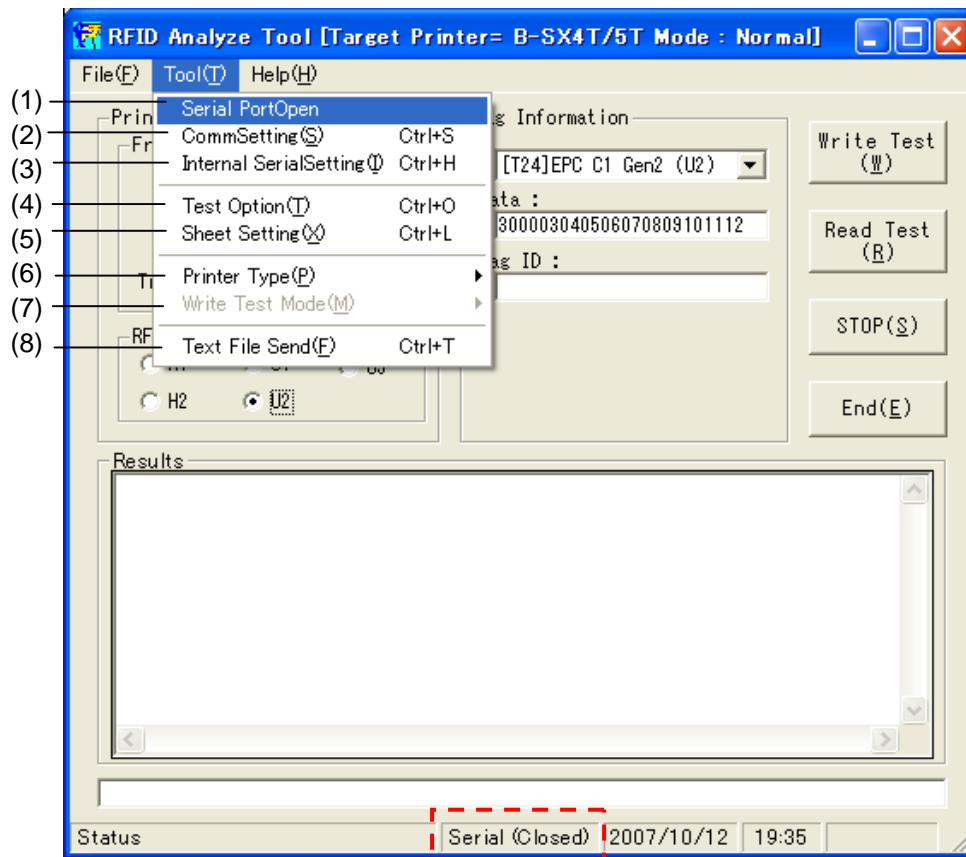 RFID Analyze Tool [Target Printer= B-SX4T/5T Mode : Normal]
File(F) Tool(T) Help(H)
(1) Serial PortOpen
(2) CommSetting(S) Ctrl+S
(3) Internal SerialSetting(I) Ctrl+H
(4) Test Option(T) Ctrl+O
(5) Sheet Setting(X) Ctrl+L
(6) Printer Type(P)
(7) Write Test Mode(M)
(8) Text File Send(F) Ctrl+T
Prin
Fr
RF
H2 U2
Information
[T24]EPC C1 Gen2 (U2)
ata :
300003040506070809101112
ag ID :
Write Test
(W)
Read Test
(R)
STOP(S)
End(E)
Results
Status Serial (Closed) 2007/10/12 19:35